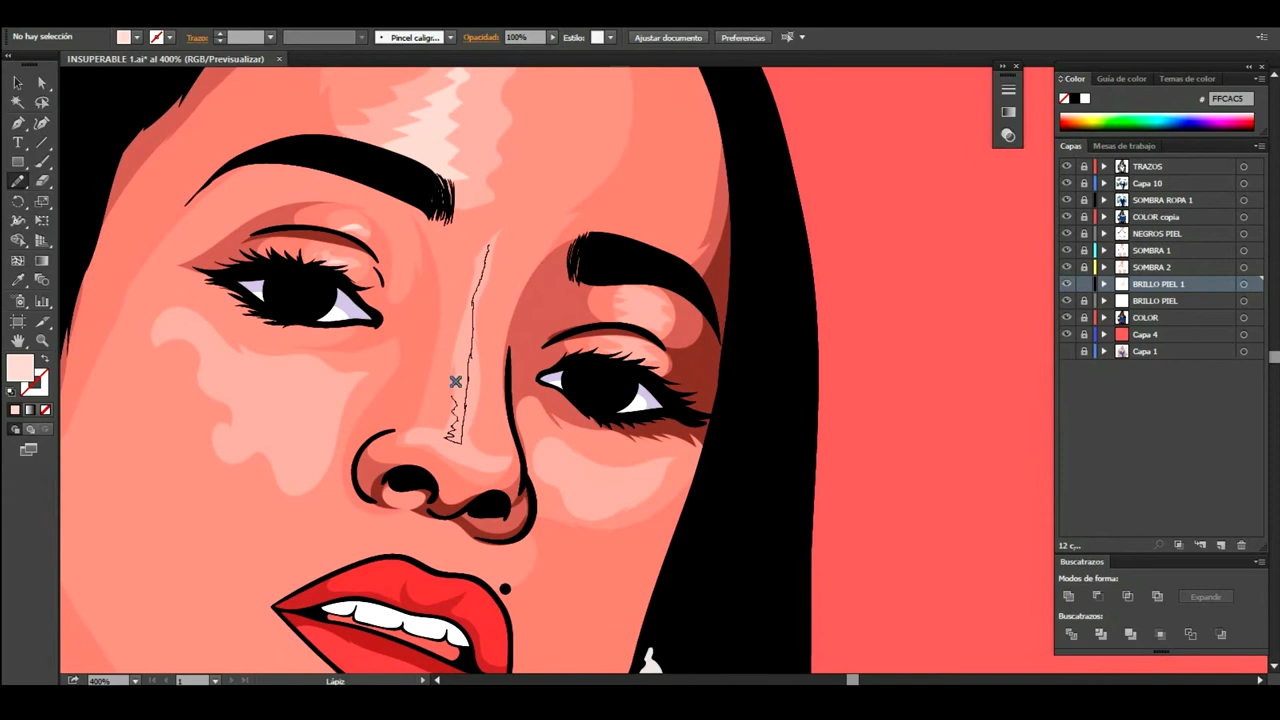 No hay selección
Trazo:
Pincel caligr...
Opacidad:
100%
Estilo:
Ajustar documento
Preferencias
INSUPERABLE 1.ai* al 400% (RGB/Previsualizar)
Color
Guía de color
Temas de color
#
FFCAC5
Capas
Mesas de trabajo
TRAZOS
Capa 10
SOMBRA ROPA 1
COLOR copia
NEGROS PIEL
SOMBRA 1
SOMBRA 2
BRILLO PIEL 1
BRILLO PIEL
COLOR
Capa 4
Capa 1
12 c...
Buscatrazos
Modos de forma:
Expandir
Buscatrazos:
400%
1
Lápiz